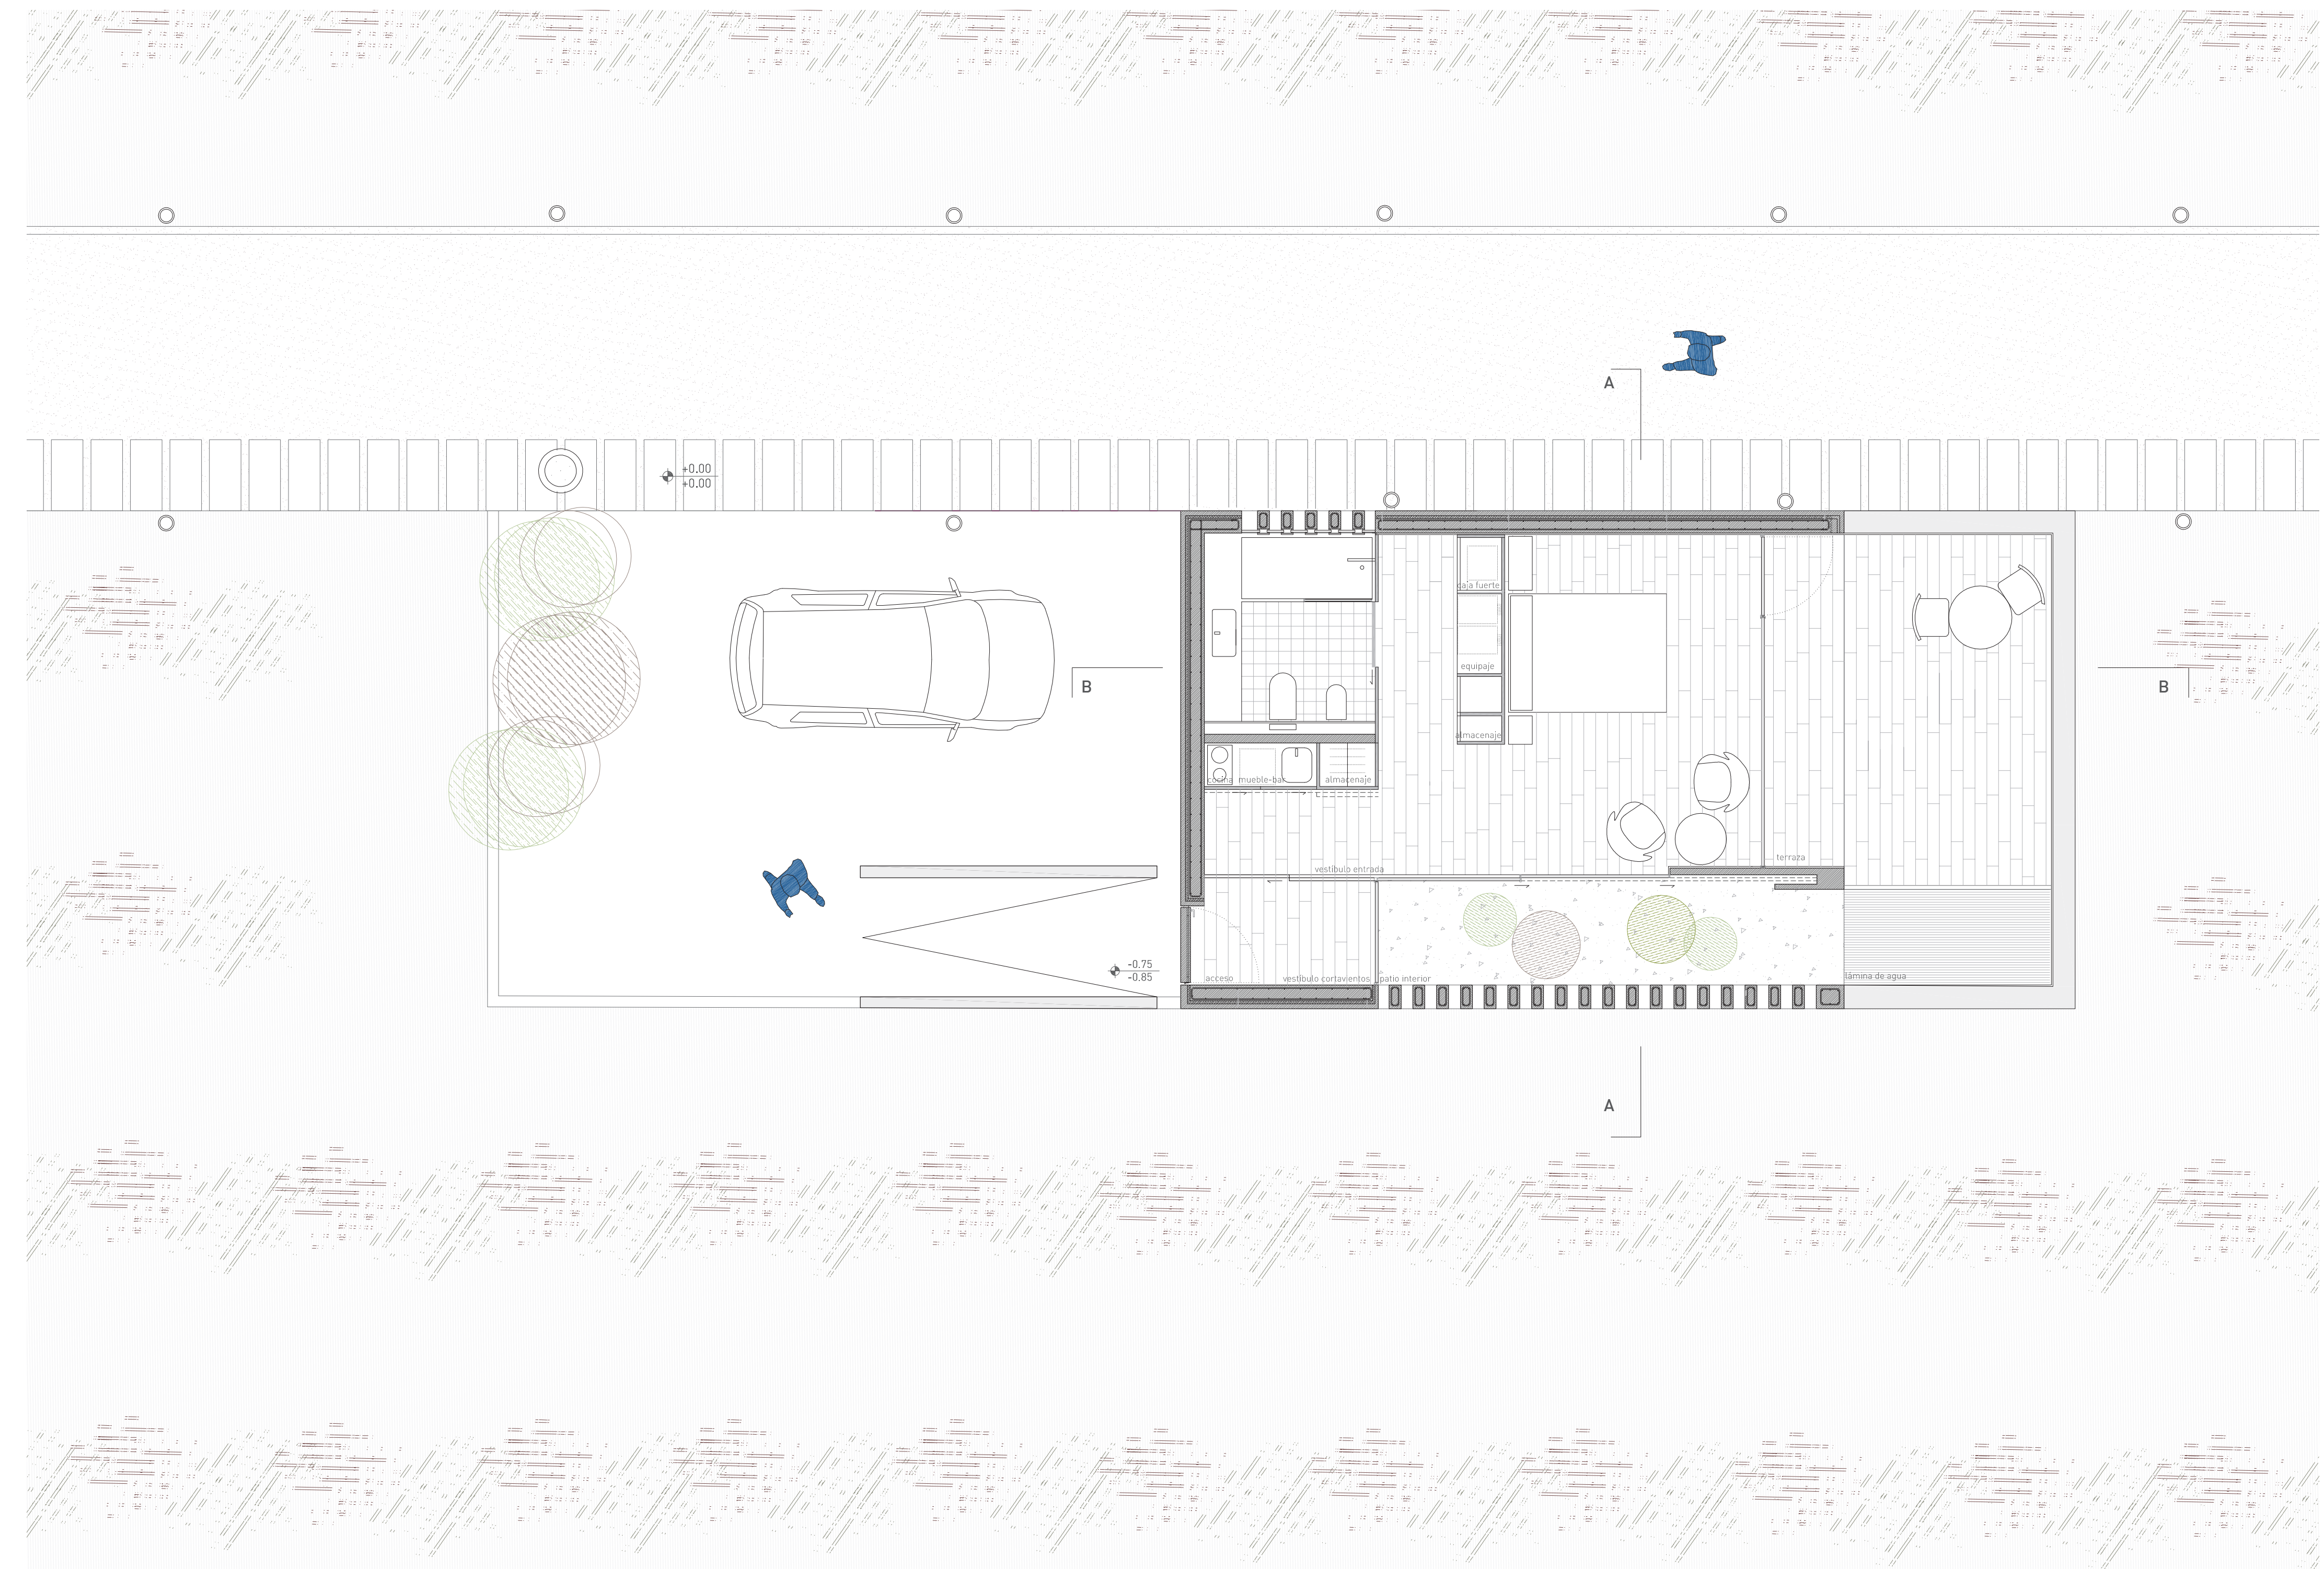 A
+0.00
+0.00
caja fuerte
equipaje
B
B
almacenaje
cocina mueble-bar
almacenaje
terraza
vestíbulo entrada
-0.75
-0.85
acceso
vestíbulo cortavientos
patio interior
lámina de agua
A